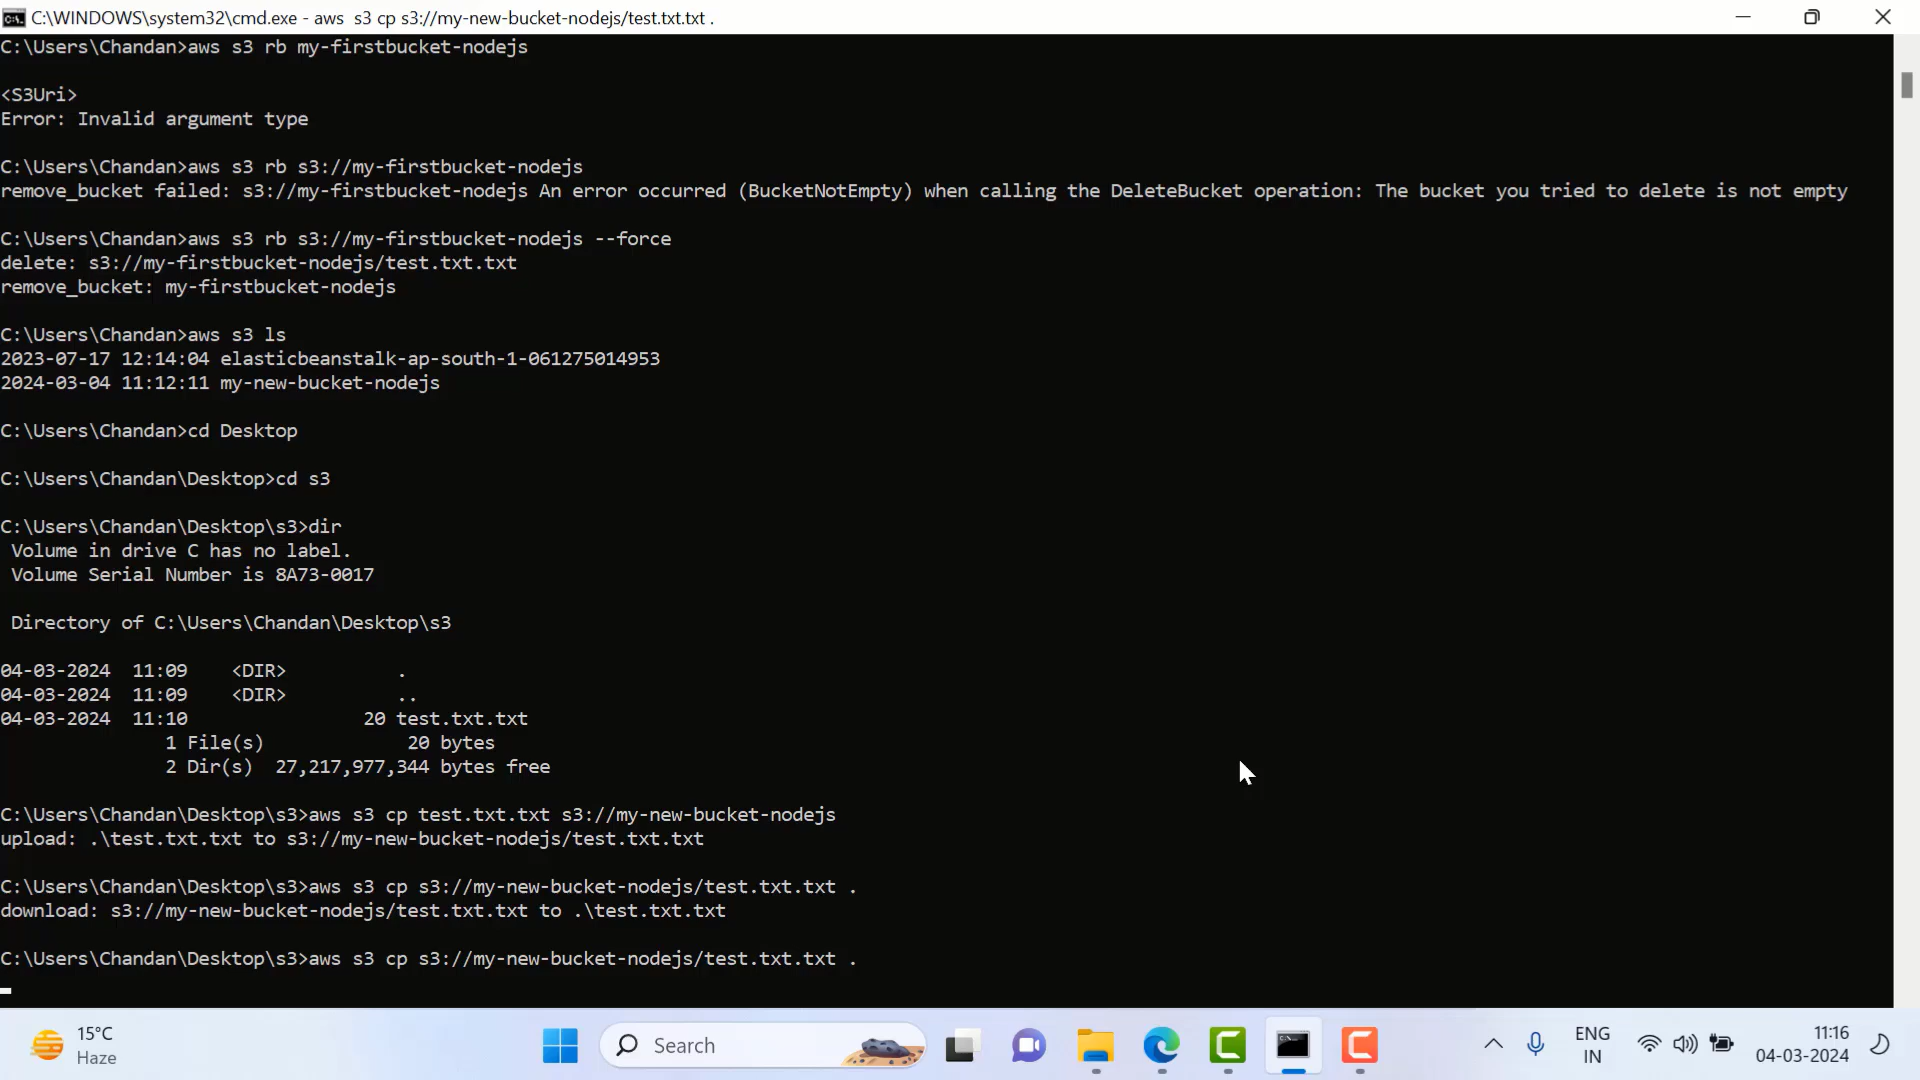 C:\WINDOWS\system32\cmd.exe - aws  s3 cp s3://my-new-bucket-nodejs/test.txt.txt .
C:\Users\Chandan>aws s3 rb my-firstbucket-nodejs
<S3Uri>
Error: Invalid argument type
C:\Users\Chandan>aws s3 rb s3://my-firstbucket-nodejs
remove_bucket failed: s3://my-firstbucket-nodejs An error occurred (BucketNotEmpty) when calling the DeleteBucket operation: The bucket you tried to delete is not empty
C:\Users\Chandan>aws s3 rb s3://my-firstbucket-nodejs --force
delete: s3://my-firstbucket-nodejs/test.txt.txt
remove_bucket: my-firstbucket-nodejs
C:\Users\Chandan>aws s3 ls
2023-07-17 12:14:04 elasticbeanstalk-ap-south-1-061275014953
2024-03-04 11:12:11 my-new-bucket-nodejs
C:\Users\Chandan>cd Desktop
C:\Users\Chandan\Desktop>cd s3
C:\Users\Chandan\Desktop\s3>dir
 Volume in drive C has no label.
 Volume Serial Number is 8A73-0017
 Directory of C:\Users\Chandan\Desktop\s3
04-03-2024  11:09    <DIR>          .
04-03-2024  11:09    <DIR>          ..
04-03-2024  11:10                20 test.txt.txt
               1 File(s)             20 bytes
               2 Dir(s)  27,217,977,344 bytes free
C:\Users\Chandan\Desktop\s3>aws s3 cp test.txt.txt s3://my-new-bucket-nodejs
upload: .\test.txt.txt to s3://my-new-bucket-nodejs/test.txt.txt
C:\Users\Chandan\Desktop\s3>aws s3 cp s3://my-new-bucket-nodejs/test.txt.txt .
download: s3://my-new-bucket-nodejs/test.txt.txt to .\test.txt.txt
C:\Users\Chandan\Desktop\s3>aws s3 cp s3://my-new-bucket-nodejs/test.txt.txt .
15°C
Haze
Search
ENG
IN
11:16
04-03-2024